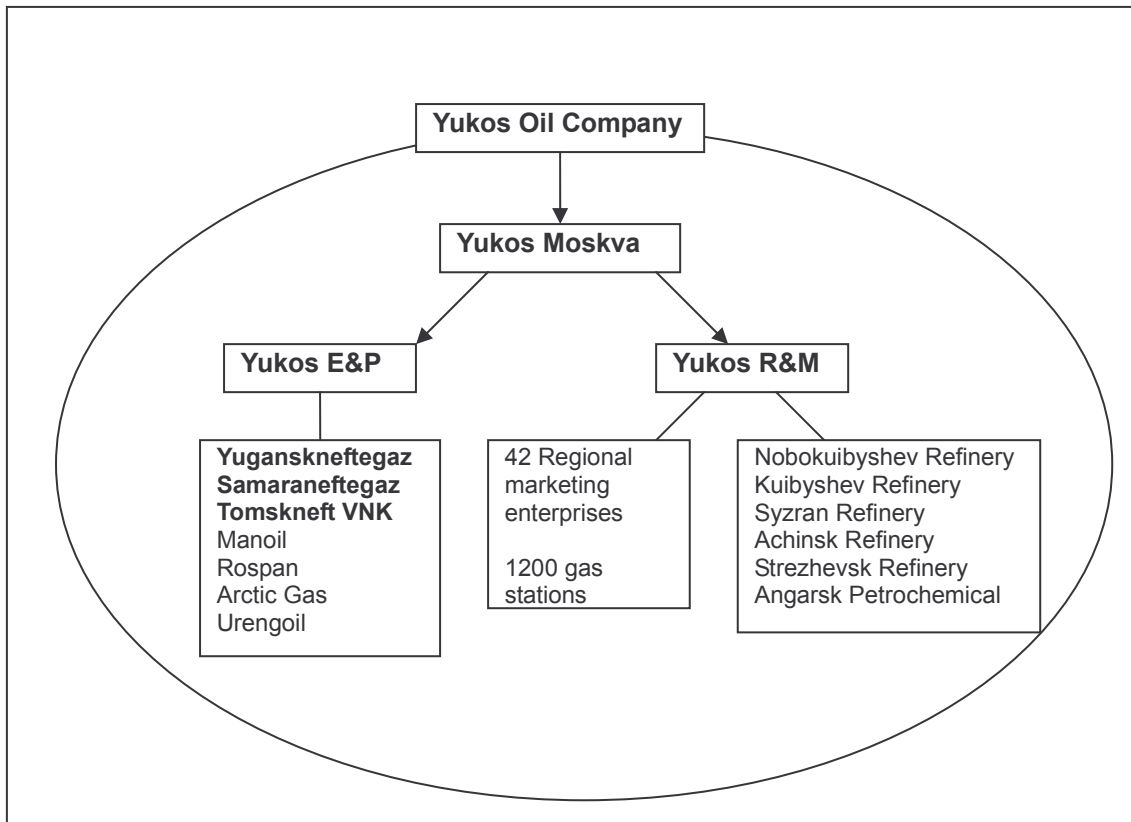 Yukos Oil Company
Yukos Moskva
Yukos E&P
Yukos R&M
Yuganskneftegaz
Samaraneftegaz
Tomskneft VNK
Manoil
Rospan
Arctic Gas
Urengoil
42 Regional
marketing
enterprises
1200 gas
stations
Nobokuibyshev Refinery
Kuibyshev Refinery
Syzran Refinery
Achinsk Refinery
Strezhevsk Refinery
Angarsk Petrochemical